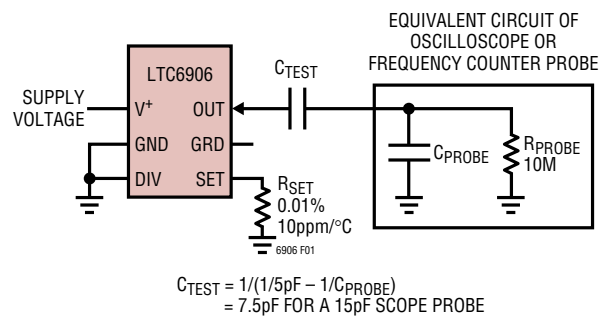 EQUIVALENT CIRCUIT OF
OSCILLOSCOPE OR
FREQUENCY COUNTER PROBE
LTC6906
CTEST
SUPPLY
VOLTAGE
V+
OUT
GND
GRD
DIV
SET
CPROBE
RPROBE
10M
RSET
0.01%
10ppm/°C
6906 F01
CTEST = 1/(1/5pF – 1/CPROBE)
= 7.5pF FOR A 15pF SCOPE PROBE